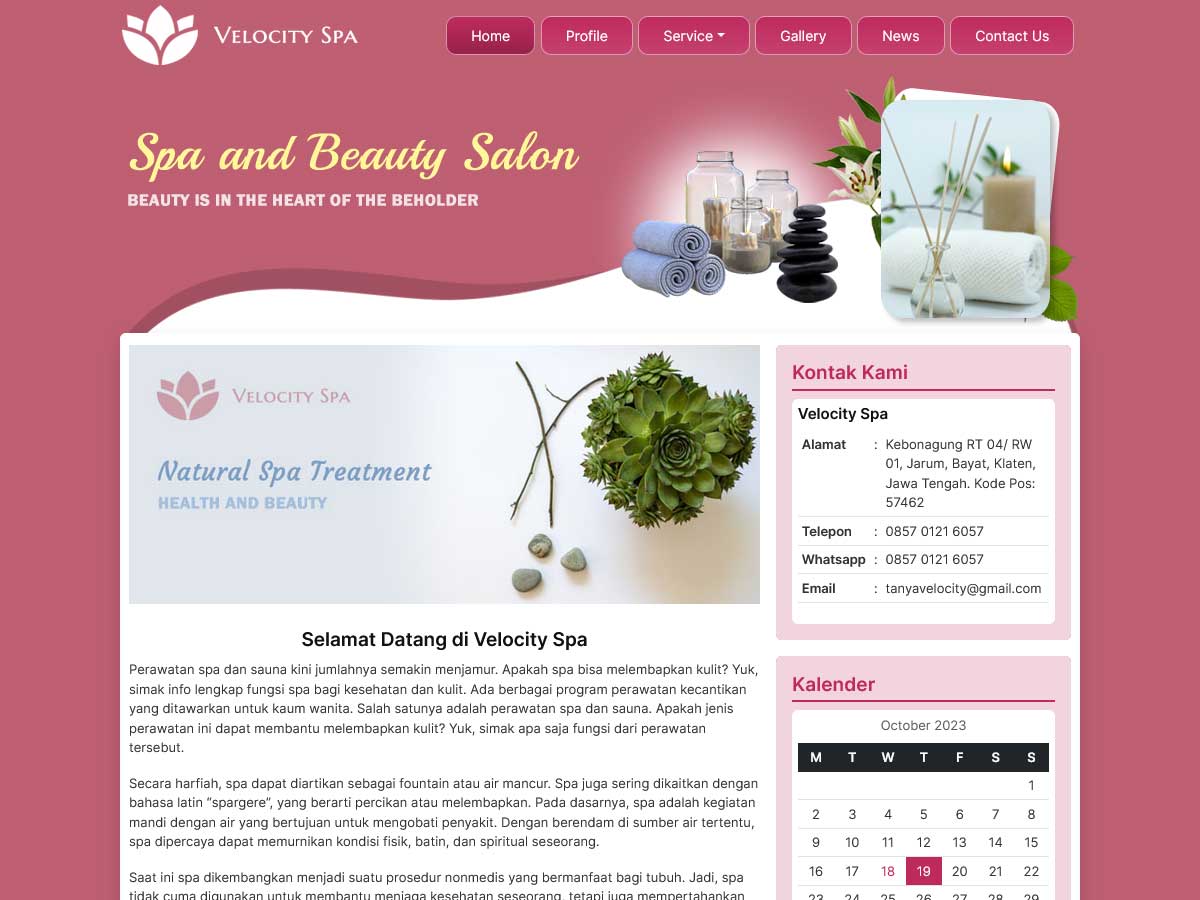 VELOCITY SPA
Home
Profile
Service
Gallery
News
Contact Us
Spa and Beauty Salon
BEAUTY IS IN THE HEART OF THE BEHOLDER
VELOCITY SPA
Natural Spa Treatment
HEALTH AND BEAUTY
Selamat Datang di Velocity Spa
Perawatan spa dan sauna kini jumlahnya semakin menjamur. Apakah spa bisa melembapkan kulit? Yuk,
simak info lengkap fungsi spa bagi kesehatan dan kulit. Ada berbagai program perawatan kecantikan
yang ditawarkan untuk kaum wanita. Salah satunya adalah perawatan spa dan sauna. Apakah jenis
perawatan ini dapat membantu melembapkan kulit? Yuk, simak apa saja fungsi dari perawatan
tersebut.
Secara harfiah, spa dapat diartikan sebagai fountain atau air mancur. Spa juga sering dikaitkan dengan
bahasa latin “spargere”, yang berarti percikan atau melembapkan. Pada dasarnya, spa adalah kegiatan
mandi dengan air yang bertujuan untuk mengobati penyakit. Dengan berendam di sumber air tertentu,
spa dipercaya dapat memurnikan kondisi fisik, batin, dan spiritual seseorang.
Saat ini spa dikembangkan menjadi suatu prosedur nonmedis yang bermanfaat bagi tubuh. Jadi, spa
tidak cuma digunakan untuk membantu menjaga kesehatan seseorang, tetapi juga mempertahankan
Kontak Kami
Velocity Spa
Alamat : Kebonagung RT 04/ RW
01, Jarum, Bayat, Klaten,
Jawa Tengah. Kode Pos:
57462
Telepon : 0857 0121 6057
Whatsapp : 0857 0121 6057
Email : tanyavelocity@gmail.com
Kalender
October 2023
M T W T F S S
1
2 3 4 5 6 7 8
9 10 11 12 13 14 15
16 17 18 19 20 21 22
23 24 25 26 27 28 29